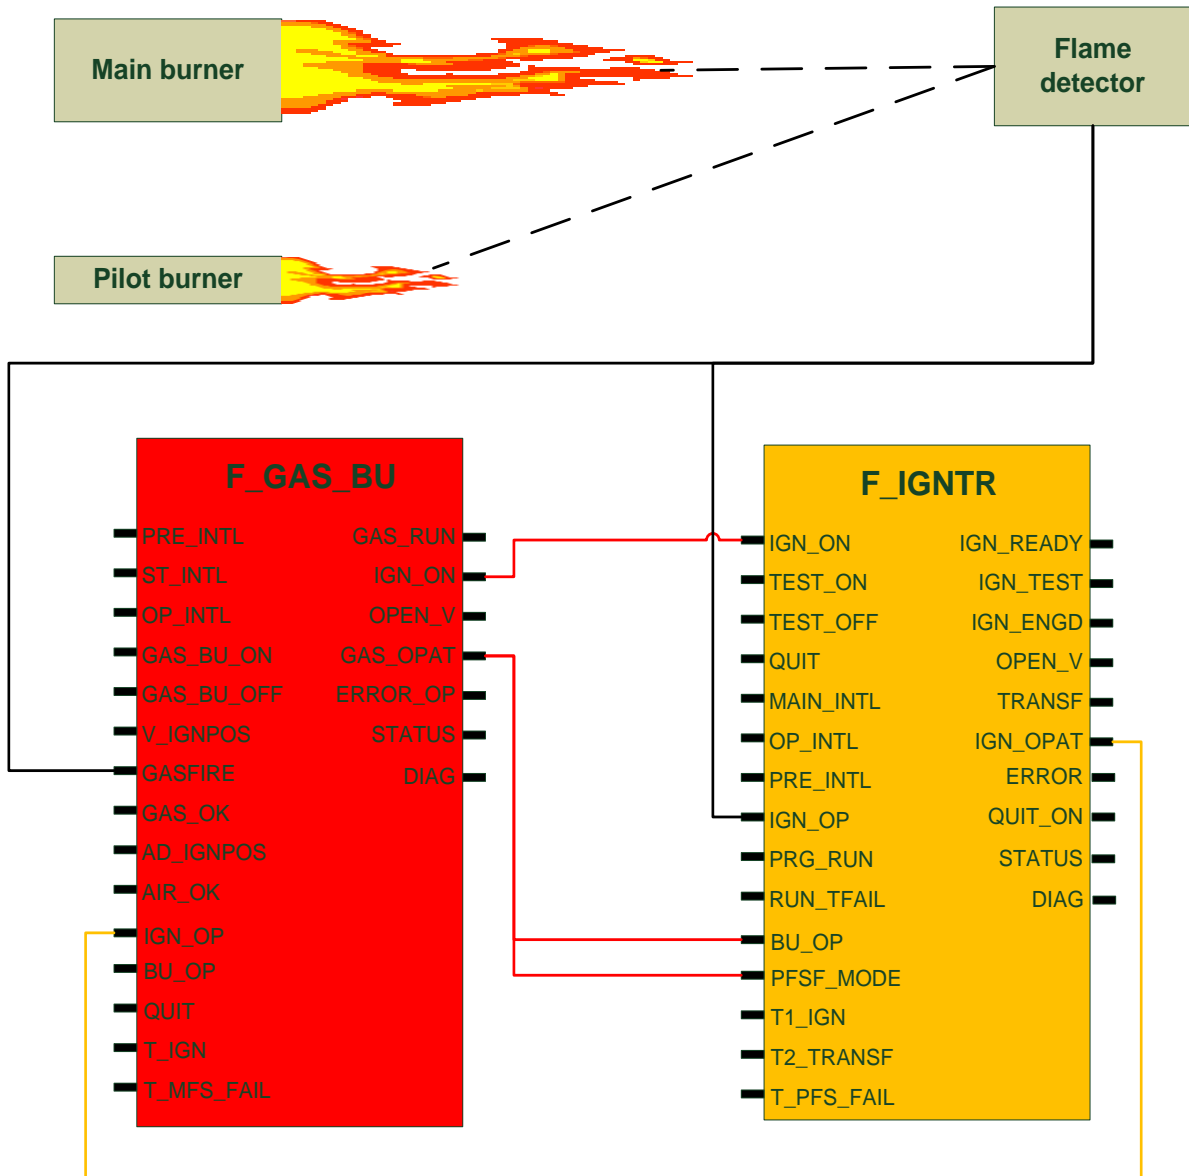 Main burner
Flame
detector
Pilot burner
F_GAS_BU
PRE_INTL
ST_INTL
OP_INTL
GAS_BU_ON
GAS_BU_OFF
V_IGNPOS
GASFIRE
GAS_OK
AD_IGNPOS
AIR_OK
IGN_OP
BU_OP
QUIT
T_IGN
T_MFS_FAIL
GAS_RUN
IGN_ON
OPEN_V
GAS_OPAT
ERROR_OP
STATUS
DIAG
F_IGNTR
IGN_ON
TEST_ON
TEST_OFF
QUIT
MAIN_INTL
OP_INTL
PRE_INTL
IGN_OP
PRG_RUN
RUN_TFAIL
BU_OP
PFSF_MODE
T1_IGN
T2_TRANSF
T_PFS_FAIL
IGN_READY
IGN_TEST
IGN_ENGD
OPEN_V
TRANSF
IGN_OPAT
ERROR
QUIT_ON
STATUS
DIAG